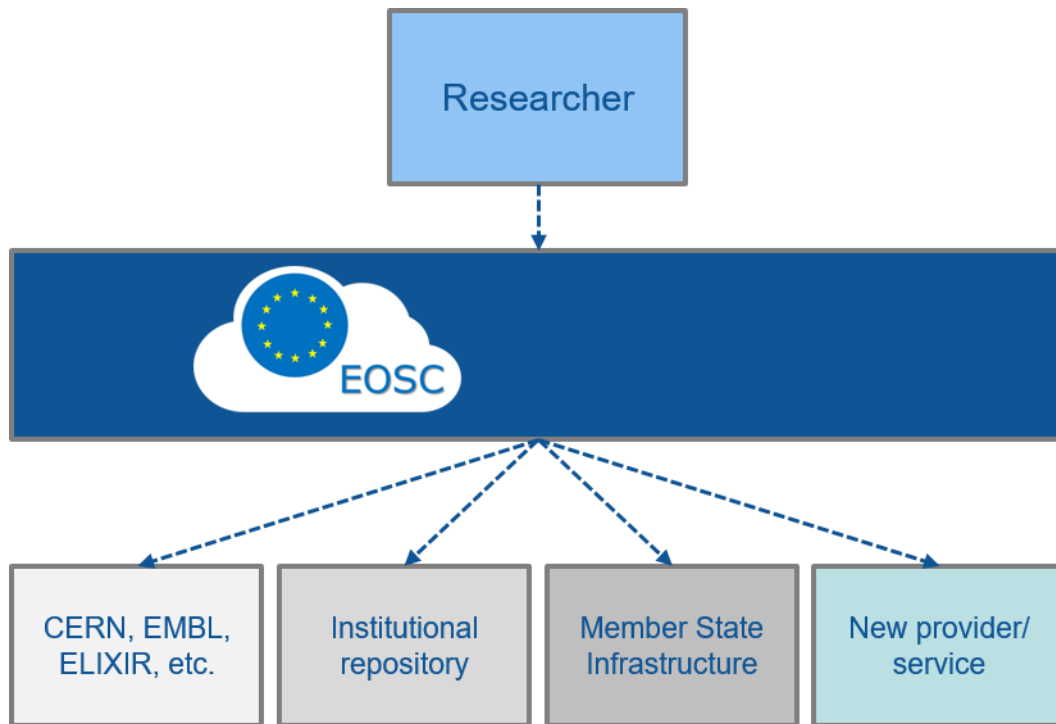 Researcher
EOSC
CERN, EMBL,
ELIXIR, etc.
Institutional
repository
Member State
Infrastructure
New provider/
service